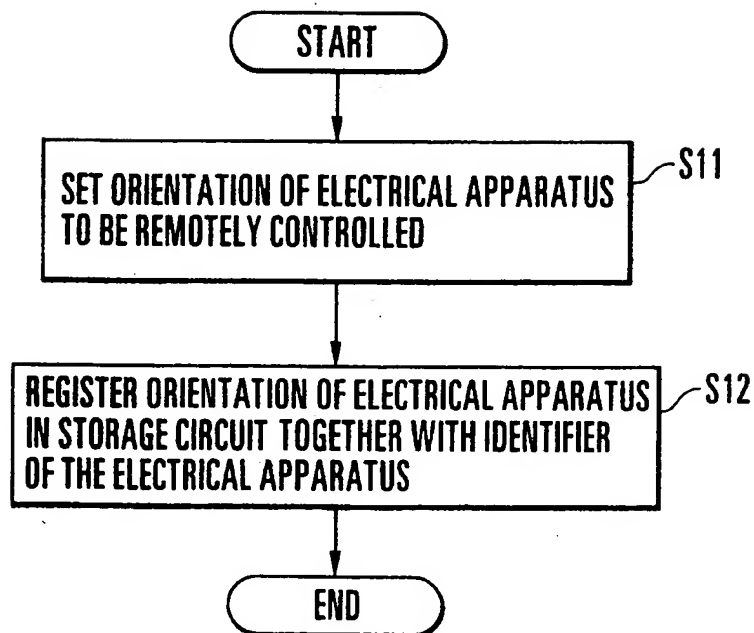 START
SET ORIENTATION OF ELECTRICAL APPARATUS
TO BE REMOTELY CONTROLLED
S11
REGISTER ORIENTATION OF ELECTRICAL APPARATUS
IN STORAGE CIRCUIT TOGETHER WITH IDENTIFIER
OF THE ELECTRICAL APPARATUS
S12
END